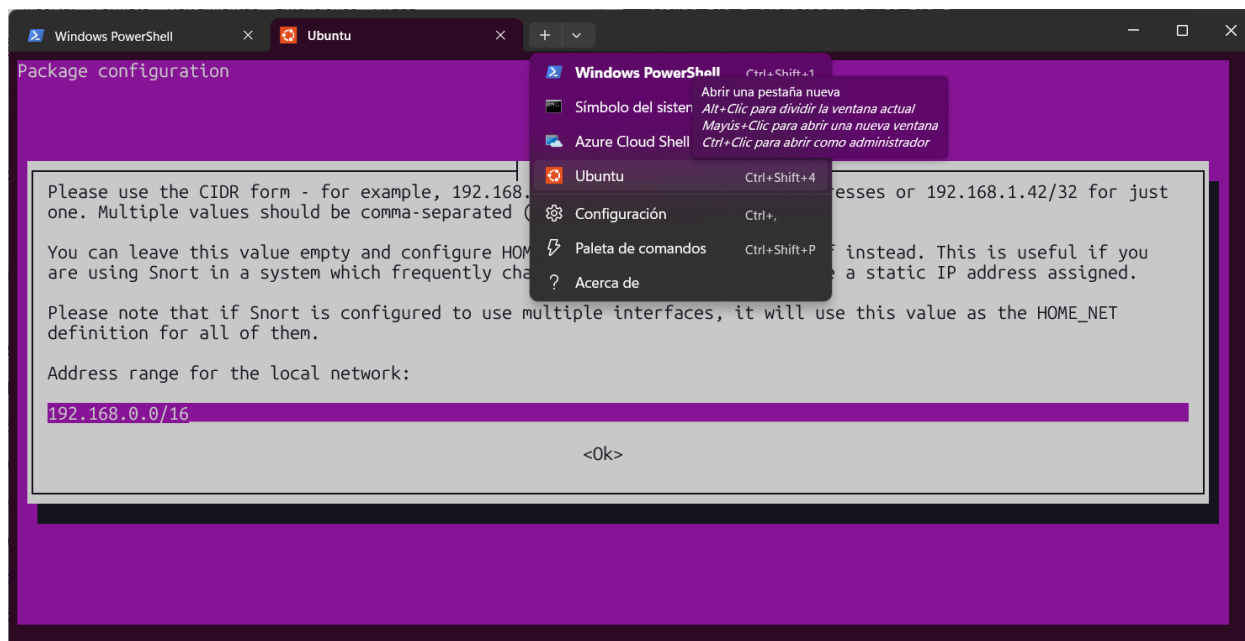 Windows PowerShell
Ubuntu
Package configuration
Windows PowerShell Ctrl+Shift+1
Símbolo del sisten
Azure Cloud Shell
Ubuntu Ctrl+Shift+4
Configuración Ctrl+,
Paleta de comandos Ctrl+Shift+P
Acerca de
Abrir una pestaña nueva
Alt+Clic para dividir la ventana actual
Mayús+Clic para abrir una nueva ventana
Ctrl+Clic para abrir como administrador
Please use the CIDR form - for example, 192.168. esses or 192.168.1.42/32 for just
one. Multiple values should be comma-separated (
You can leave this value empty and configure HOM instead. This is useful if you
are using Snort in a system which frequently cha a static IP address assigned.
Please note that if Snort is configured to use multiple interfaces, it will use this value as the HOME_NET
definition for all of them.
Address range for the local network:
192.168.0.0/16
<Ok>